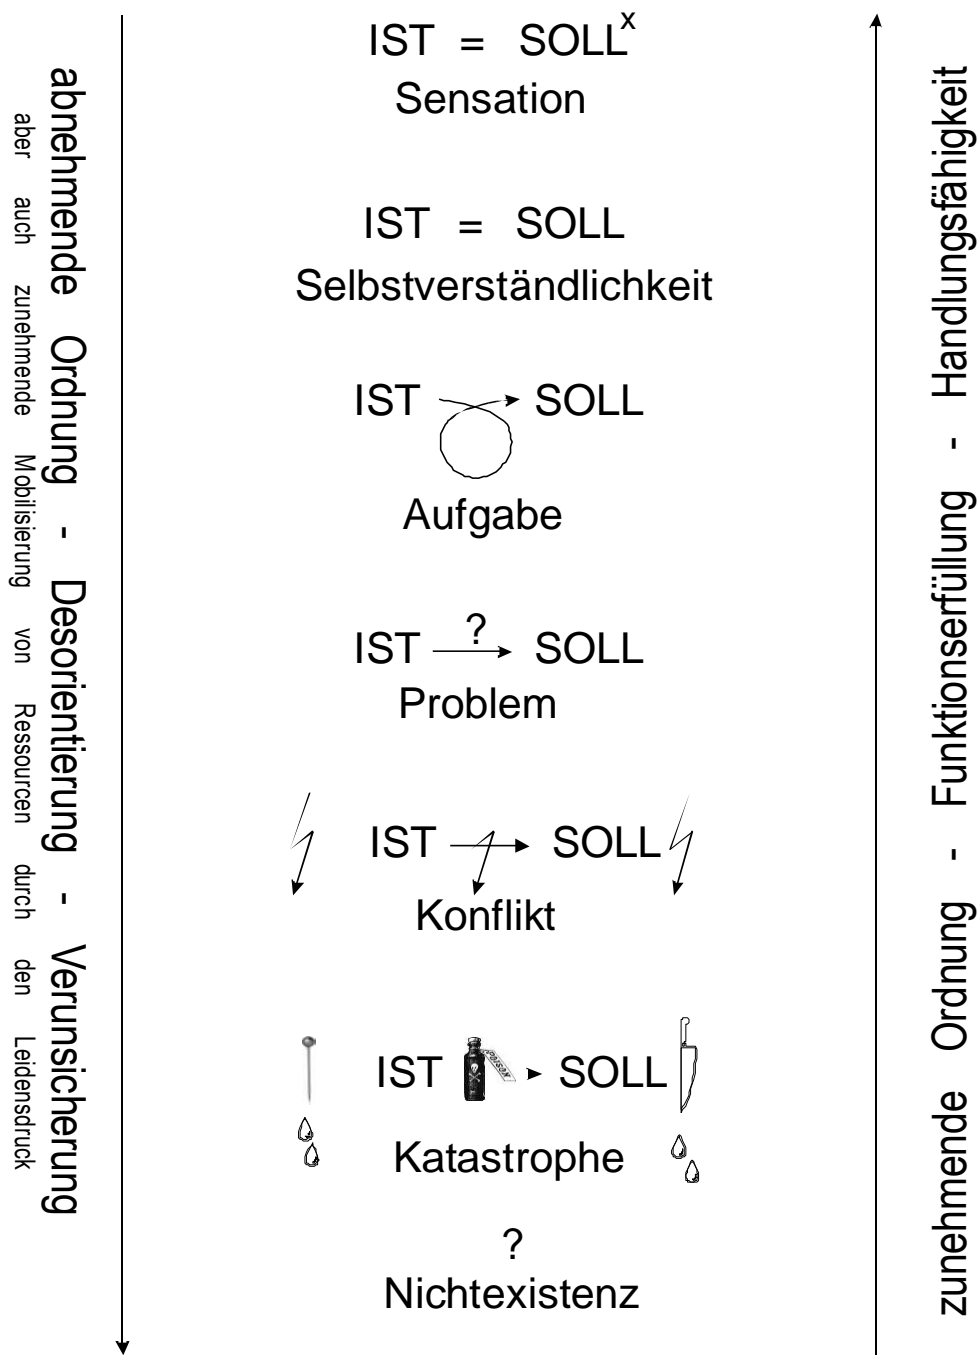 abnehmende Ordnung - Desorientierung - Verunsicherung
aber auch zunehmende Mobilisierung von Ressourcen durch den Leidensdruck
IST = SOLL^x
Sensation
IST = SOLL
Selbstverständlichkeit
IST SOLL
Aufgabe
?
IST SOLL
Problem
IST SOLL
Konflikt
IST poison SOLL
Katastrophe
?
Nichtexistenz
zunehmende Ordnung - Funktionserfüllung - Handlungsfähigkeit